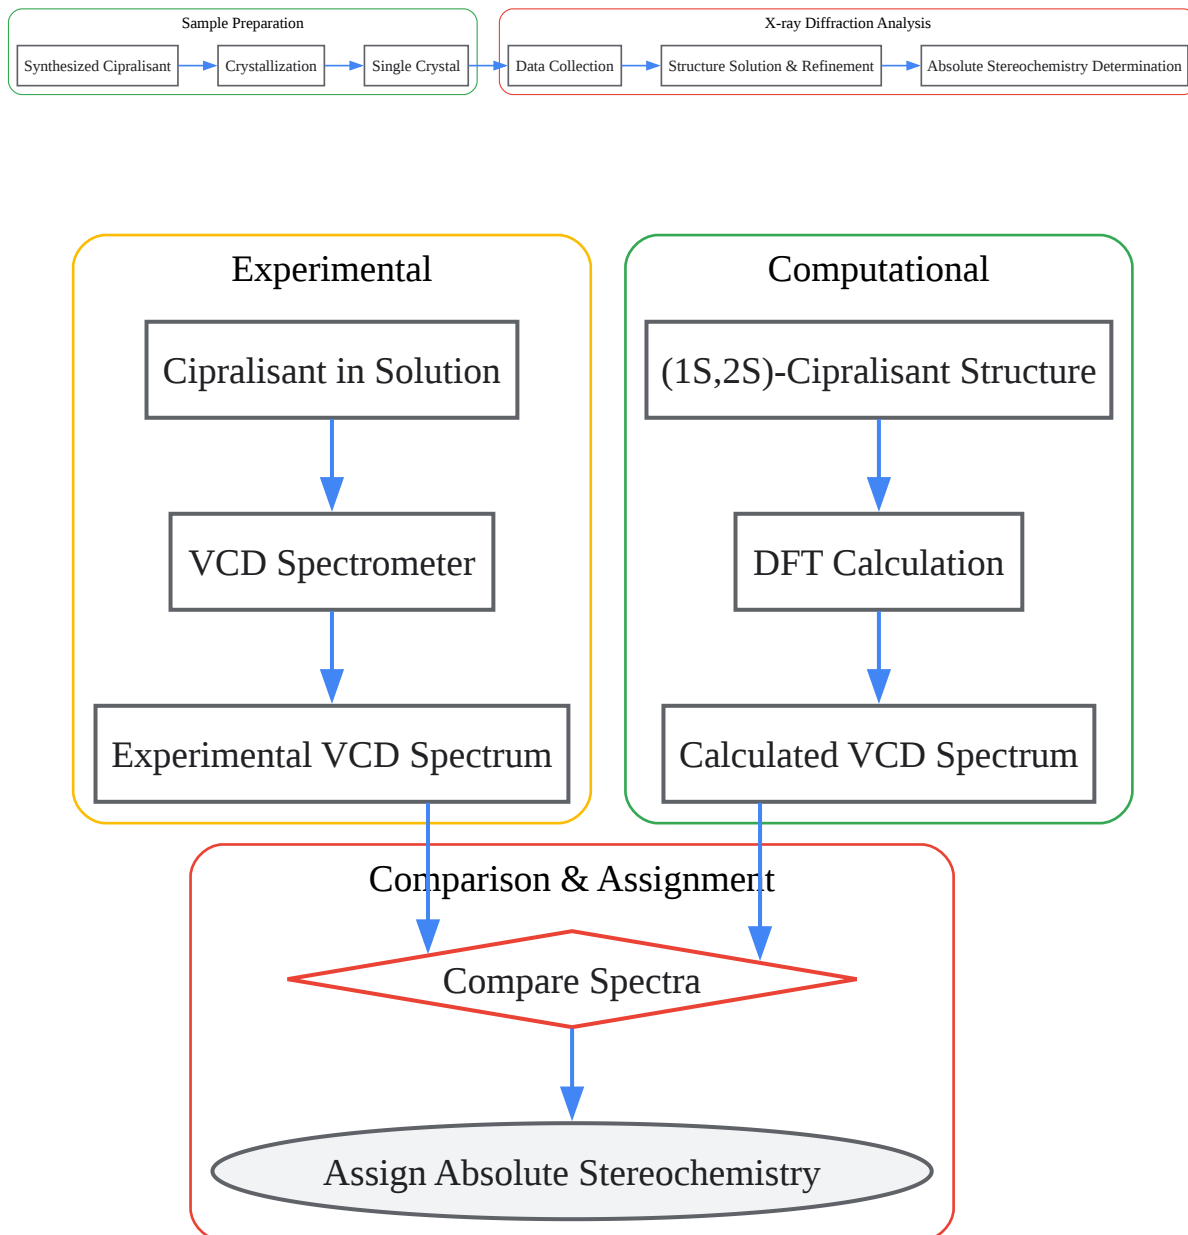 Sample Preparation
Synthesized Cipralisant
Crystallization
Single Crystal
X-ray Diffraction Analysis
Data Collection
Structure Solution & Refinement
Absolute Stereochemistry Determination
Experimental
Cipralisant in Solution
VCD Spectrometer
Experimental VCD Spectrum
Computational
(1S,2S)-Cipralisant Structure
DFT Calculation
Calculated VCD Spectrum
Comparison & Assignment
Compare Spectra
Assign Absolute Stereochemistry